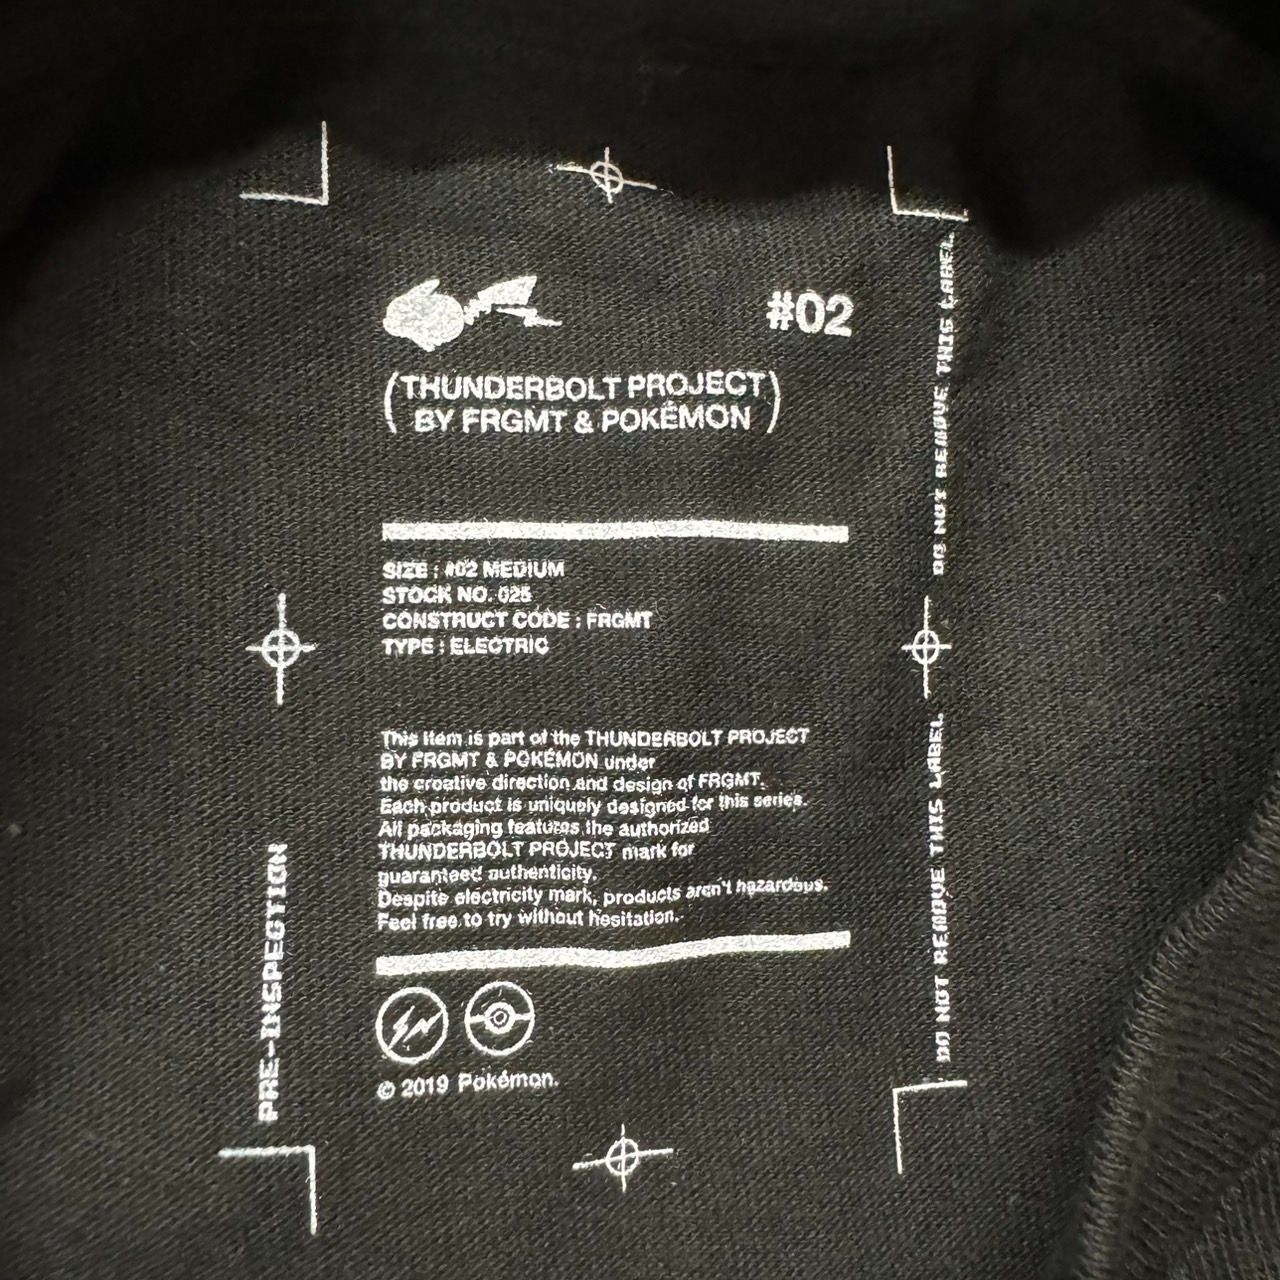 #02
(THUNDERBOLT PROJECT
BY FRGMT & POKÉMON)
SIZE : #02 MEDIUM
STOCK NO. 025
CONSTRUCT CODE : FRGMT
TYPE : ELECTRIC
This item is part of the THUNDERBOLT PROJECT
BY FRGMT & POKÉMON under
the creative direction and design of FRGMT.
Each product is uniquely designed for this series.
All packaging features the authorized
THUNDERBOLT PROJECT mark for
guaranteed authenticity.
Despite electricity mark, products aren't hazardous.
Feel free to try without hesitation.
© 2019 Pokémon.
PRE-INSPECTION
DO NOT REMOVE THIS LABEL
DO NOT REMOVE THIS LABEL